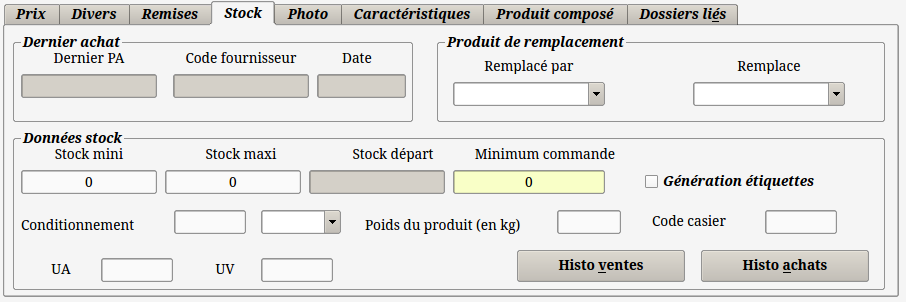 Prix Divers Remises Stock Photo Caractéristiques Produit composé Dossiers liés
Dernier achat
Dernier PA Code fournisseur Date
Produit de remplacement
Remplacé par Remplace
Données stock
Stock mini Stock maxi Stock départ Minimum commande
0 0 0
Génération étiquettes
Conditionnement Poids du produit (en kg) Code casier
UA UV Histo ventes Histo achats